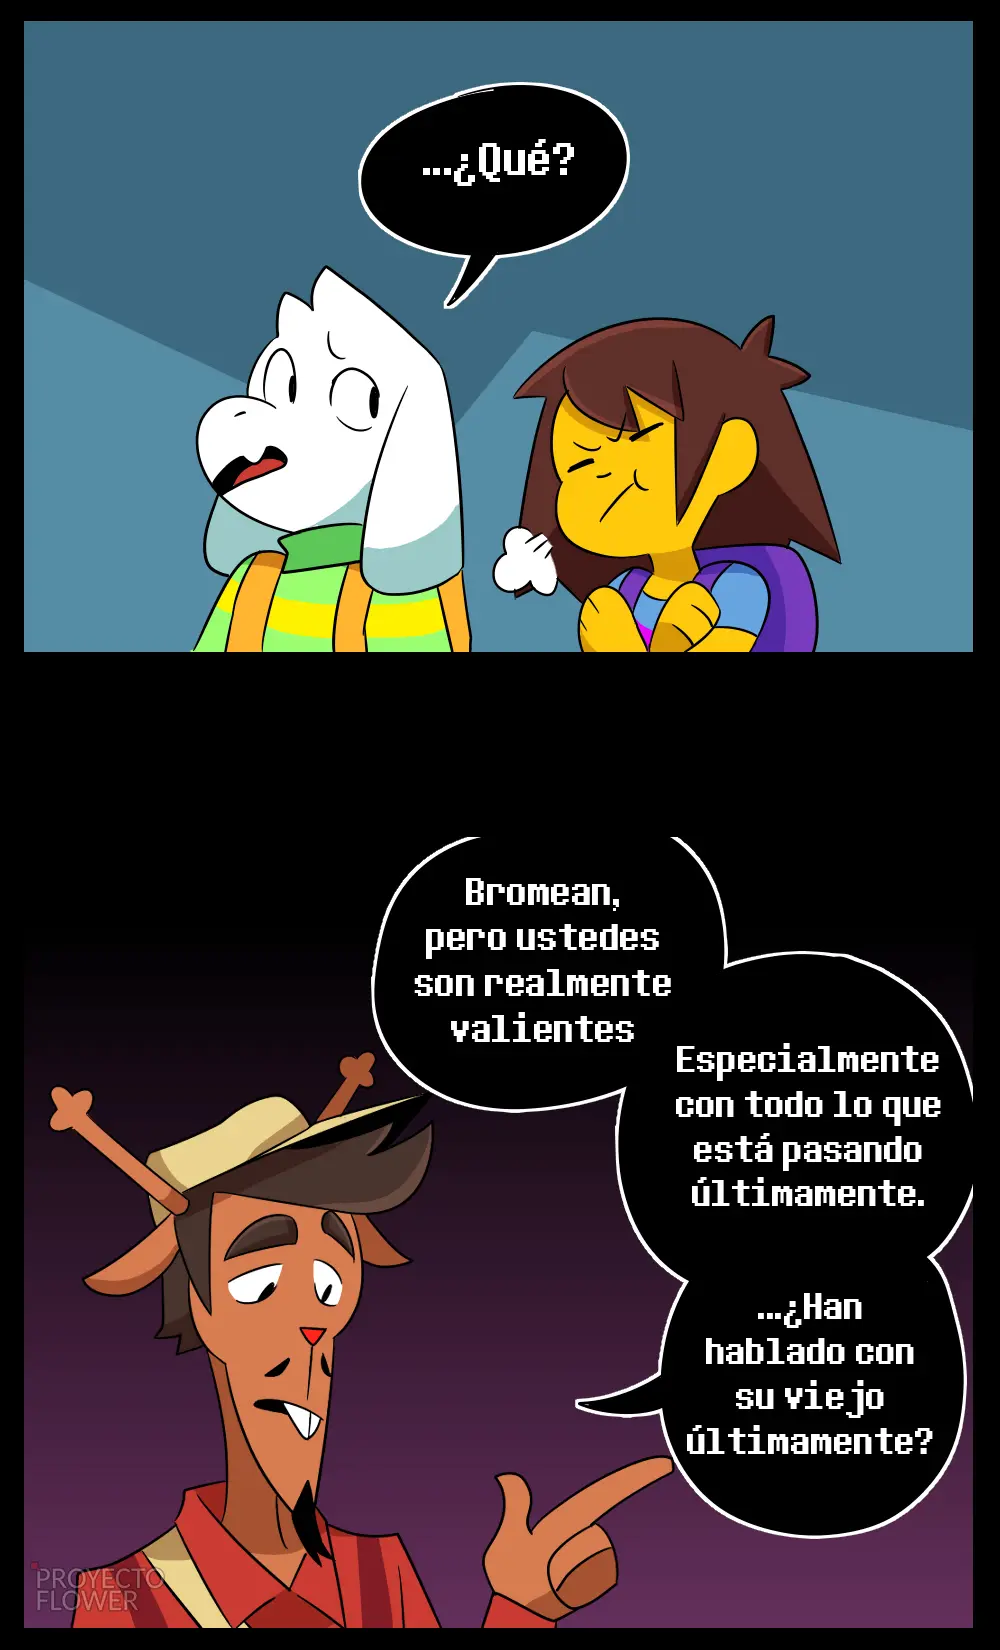 ...¿Qué?
Bromean,
pero ustedes
son realmente
valientes
Especialmente
con todo lo que
está pasando
últimamente.
...¿Han
hablado con
su viejo
últimamente?
PROYECTO
FLOWER